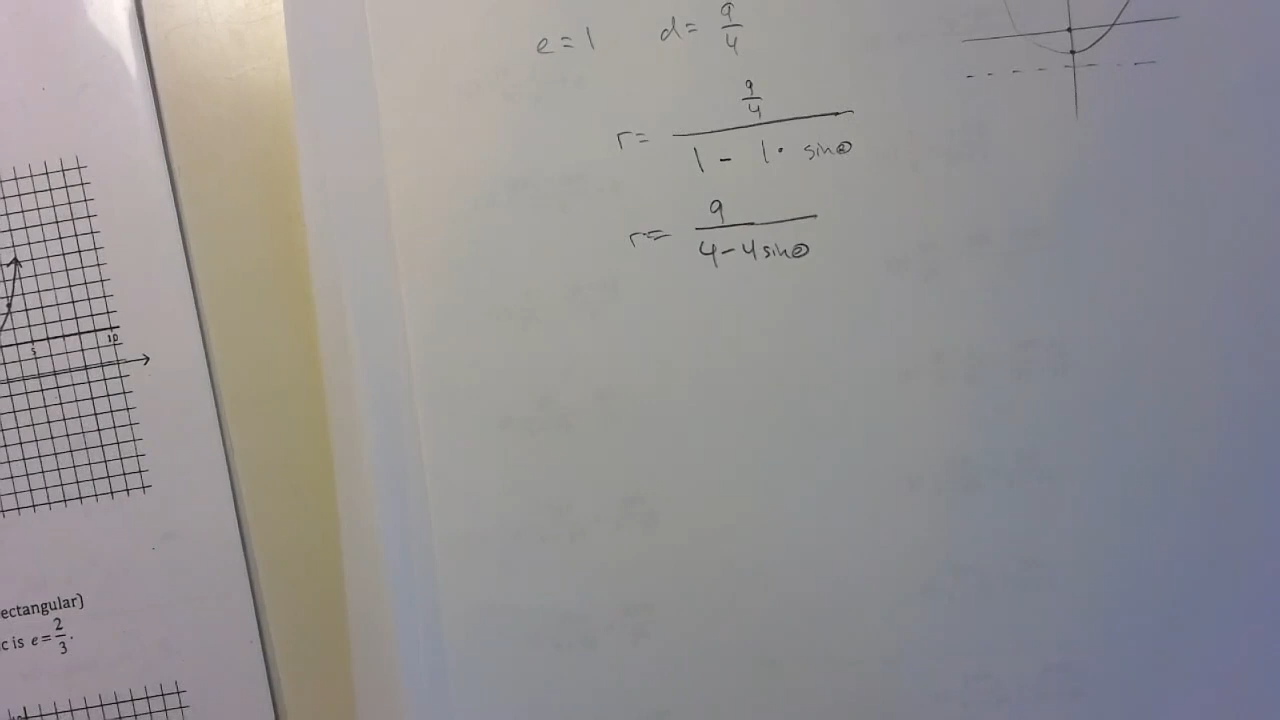 e=1 d= 9/4
r= 9/4 / 1 - 1· sinθ
r= 9 / 4-4sinθ
5 10
ectangular)
c is e= 2/3.